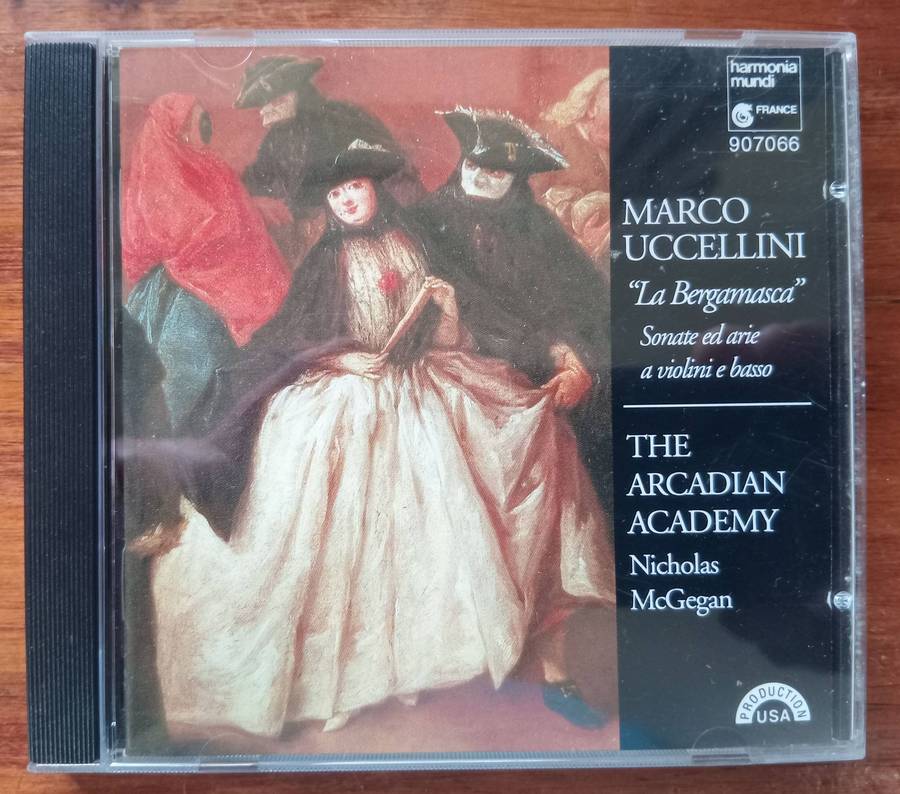 harmonia
mundi
FRANCE
907066
MARCO
UCCELLINI
“La Bergamasca”
Sonate ed arie
a violini e basso
THE
ARCADIAN
ACADEMY
Nicholas
McGegan
PRODUCTION
USA